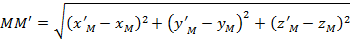 MM' = √((x'_M − x_M)² + (y'_M − y_M)² + (z'_M − z_M)²)